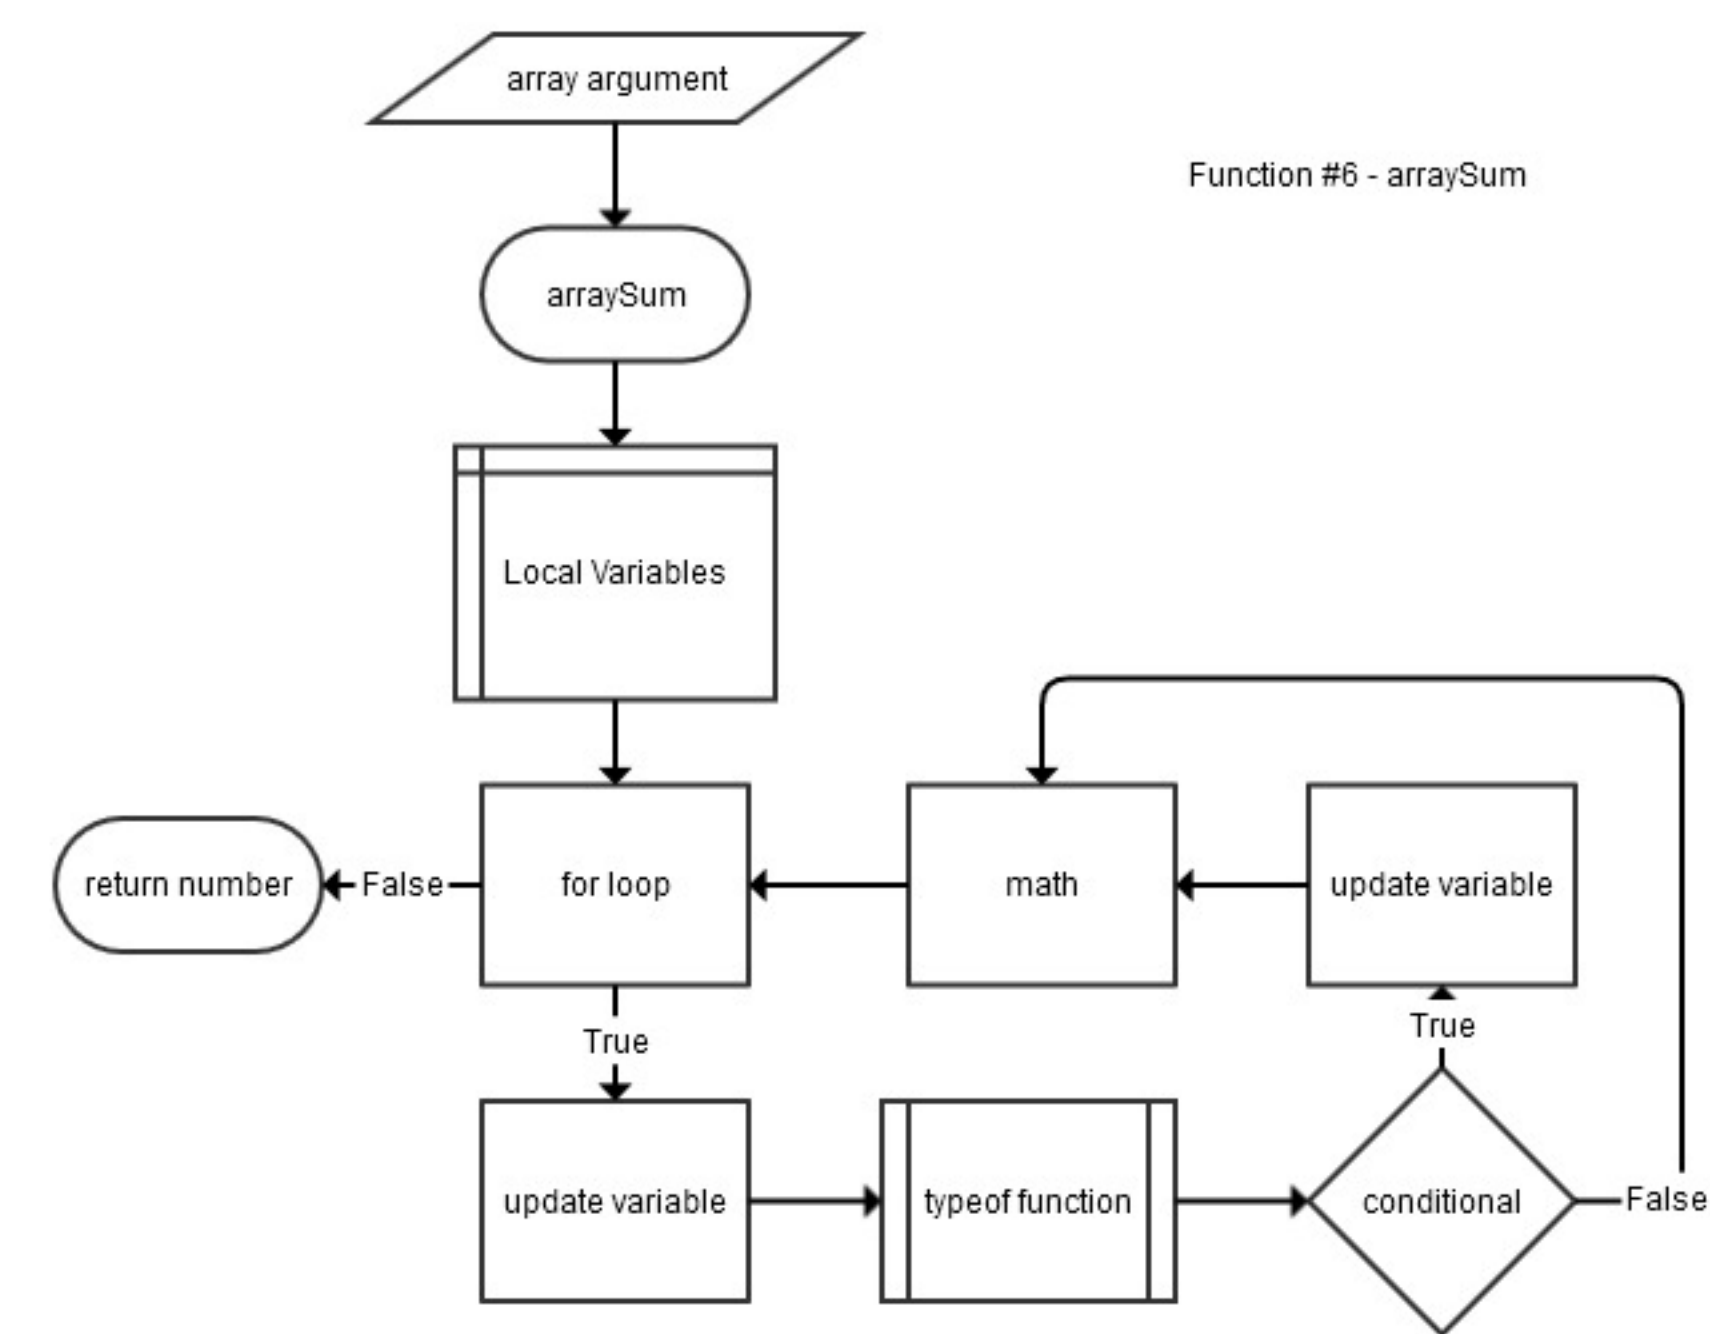 array argument
Function #6 - arraySum
arraySum
Local Variables
return number
False
for loop
math
update variable
True
True
update variable
typeof function
conditional
False